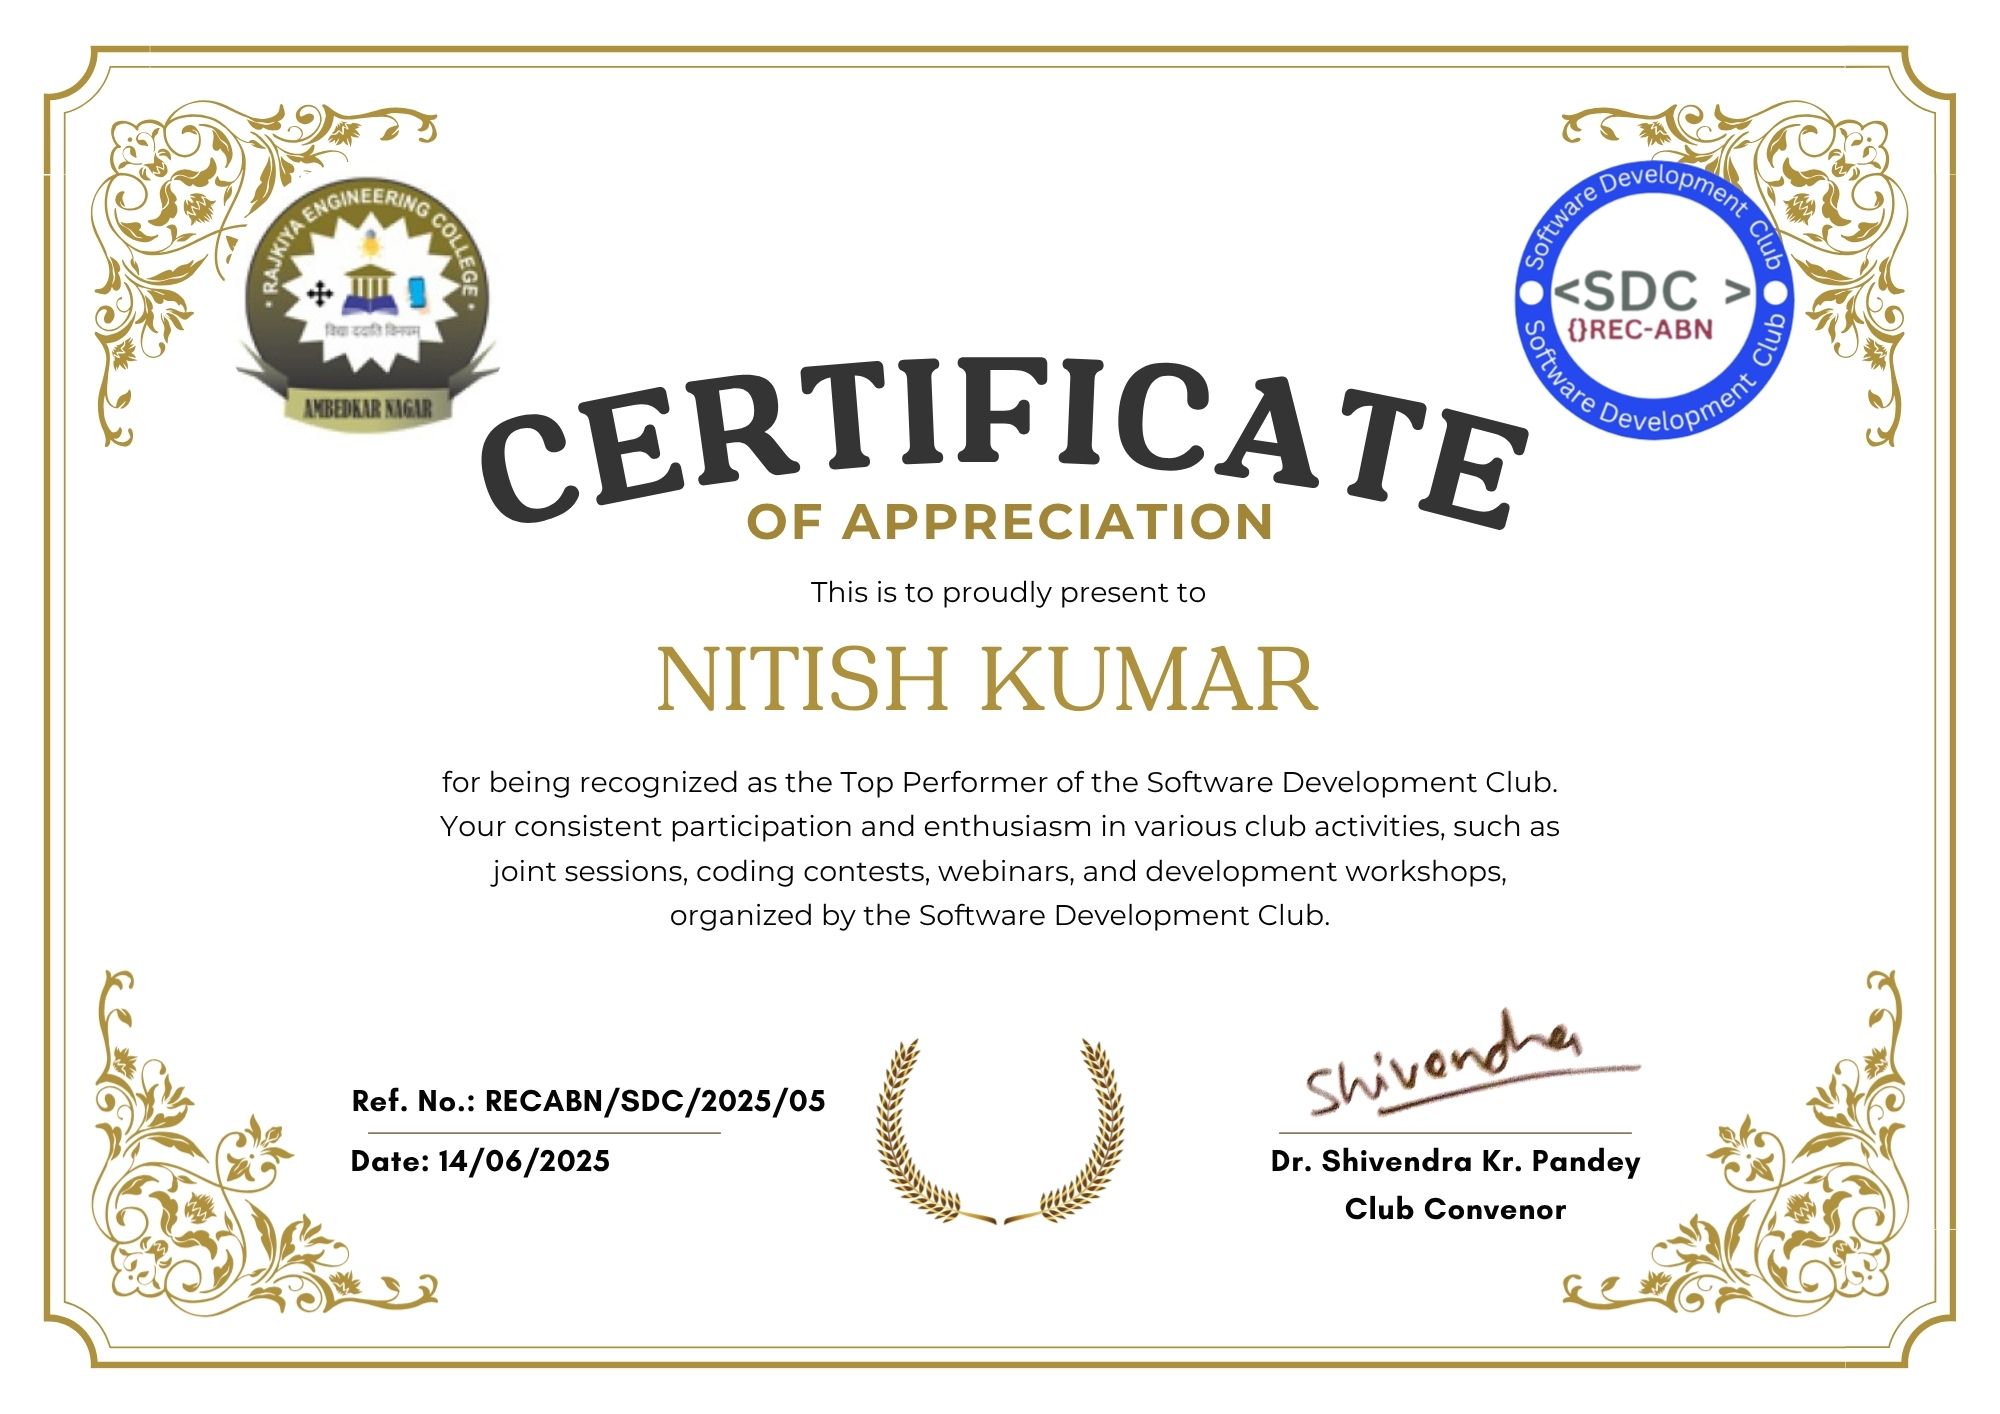 • RAJKIYA ENGINEERING COLLEGE •
विद्या ददाति विनयम्
AMBEDKAR NAGAR
Software Development Club
<SDC >
{}REC-ABN
Software Development Club
CERTIFICATE
OF APPRECIATION
This is to proudly present to
NITISH KUMAR
for being recognized as the Top Performer of the Software Development Club.
Your consistent participation and enthusiasm in various club activities, such as
joint sessions, coding contests, webinars, and development workshops,
organized by the Software Development Club.
Shivendra
Ref. No.: RECABN/SDC/2025/05
Date: 14/06/2025
Dr. Shivendra Kr. Pandey
Club Convenor